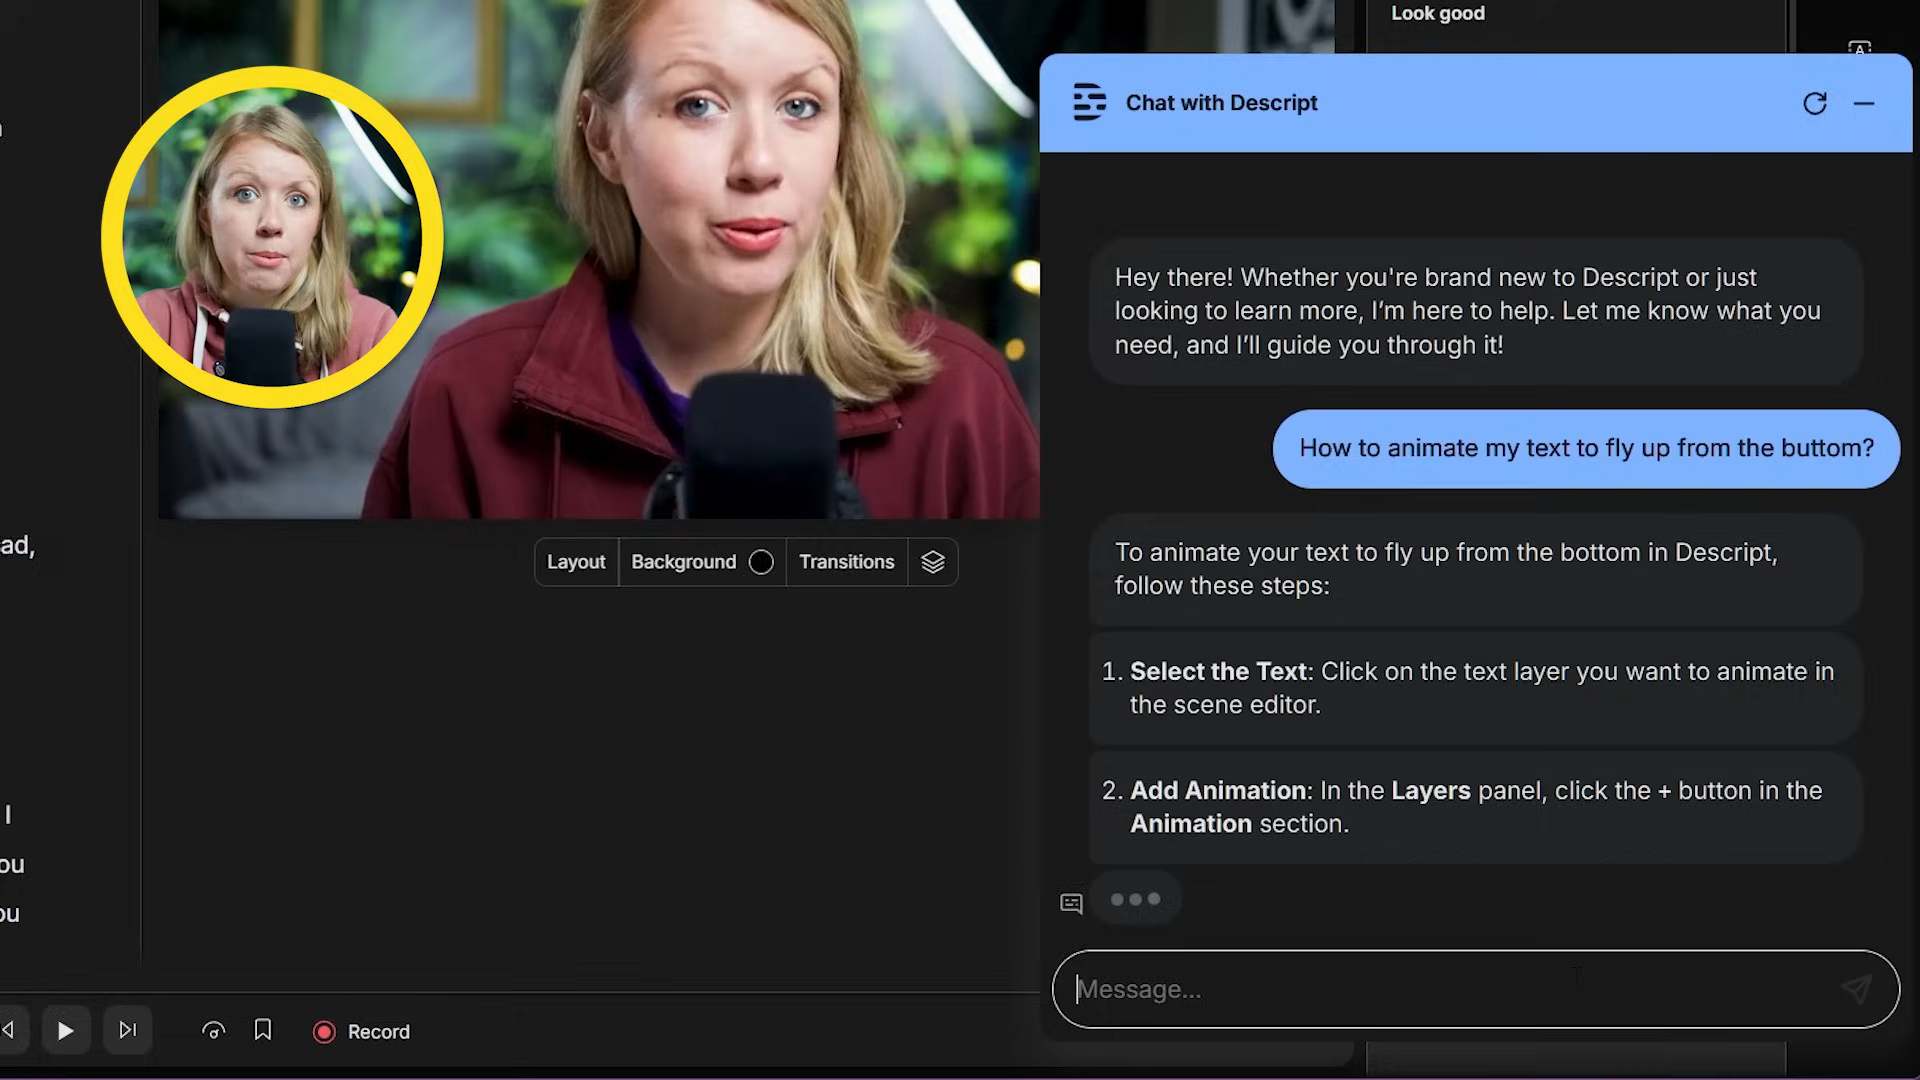 Look good
A
Chat with Descript
Hey there! Whether you're brand new to Descript or just
looking to learn more, I'm here to help. Let me know what you
need, and I'll guide you through it!
How to animate my text to fly up from the buttom?
To animate your text to fly up from the bottom in Descript,
follow these steps:
1. Select the Text: Click on the text layer you want to animate in
the scene editor.
2. Add Animation: In the Layers panel, click the + button in the
Animation section.
Message...
Layout
Background
Transitions
ad,
I
ou
ou
Record